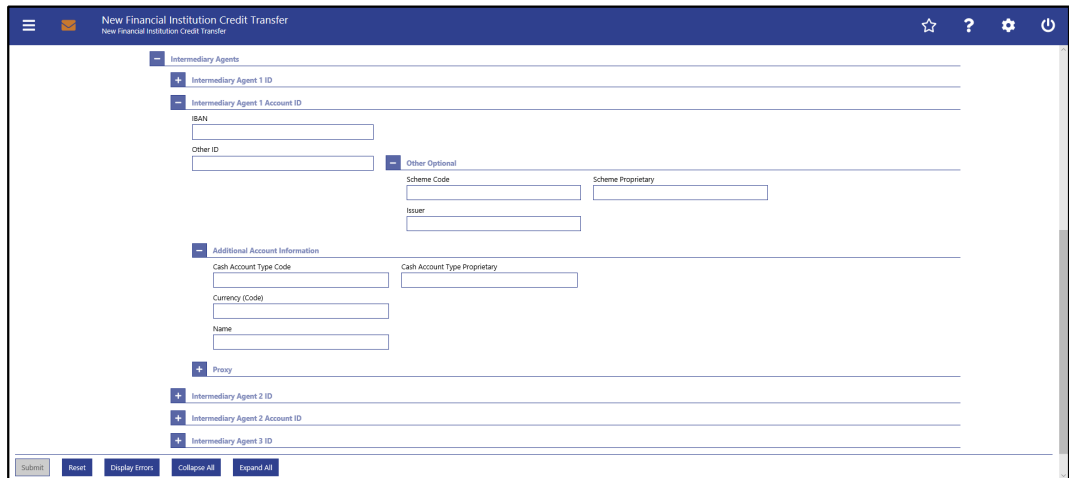 New Financial Institution Credit Transfer
New Financial Institution Credit Transfer
?
− Intermediary Agents
+ Intermediary Agent 1 ID
− Intermediary Agent 1 Account ID
IBAN
Other ID
− Other Optional
Scheme Code Scheme Proprietary
Issuer
− Additional Account Information
Cash Account Type Code Cash Account Type Proprietary
Currency (Code)
Name
+ Proxy
+ Intermediary Agent 2 ID
+ Intermediary Agent 2 Account ID
+ Intermediary Agent 3 ID
Submit Reset Display Errors Collapse All Expand All